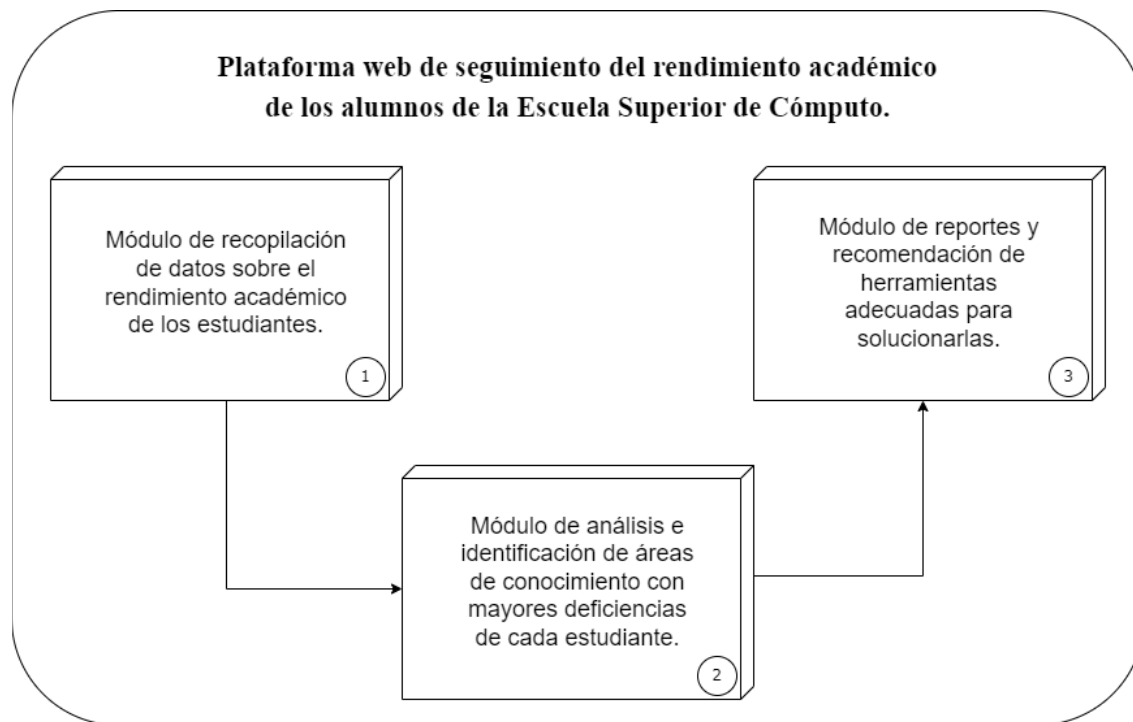 Plataforma web de seguimiento del rendimiento académico
de los alumnos de la Escuela Superior de Cómputo.
Módulo de recopilación
de datos sobre el
rendimiento académico
de los estudiantes.
1
Módulo de análisis e
identificación de áreas
de conocimiento con
mayores deficiencias
de cada estudiante.
2
Módulo de reportes y
recomendación de
herramientas
adecuadas para
solucionarlas.
3